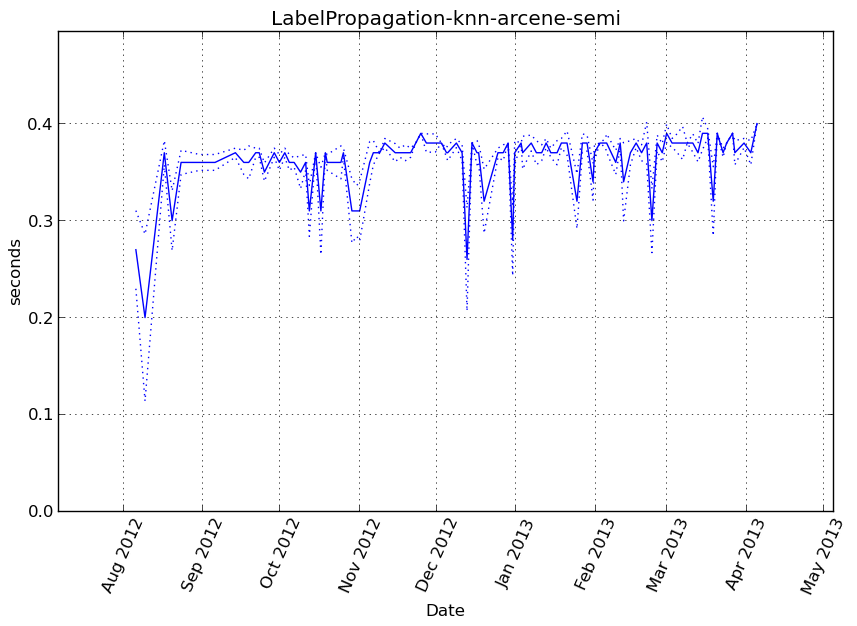 LabelPropagation-knn-arcene-semi
0.4
0.3
0.2
0.1
0.0
seconds
Aug 2012
Sep 2012
Oct 2012
Nov 2012
Dec 2012
Jan 2013
Feb 2013
Mar 2013
Apr 2013
May 2013
Date